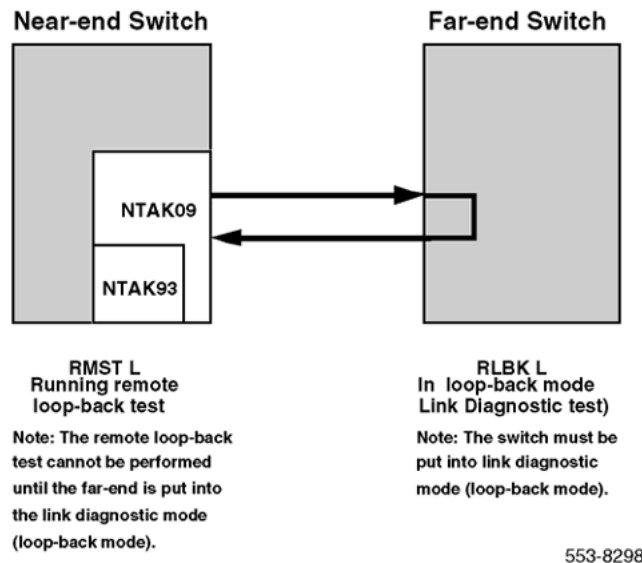 Near-end Switch
Far-end Switch
NTAK09
NTAK93
RMST L
Running remote
loop-back test
Note: The remote loop-back
test cannot be performed
until the far-end is put into
the link diagnostic mode
(loop-back mode).
RLBK L
In loop-back mode
Link Diagnostic test)
Note: The switch must be
put into link diagnostic
mode (loop-back mode).
553-8298